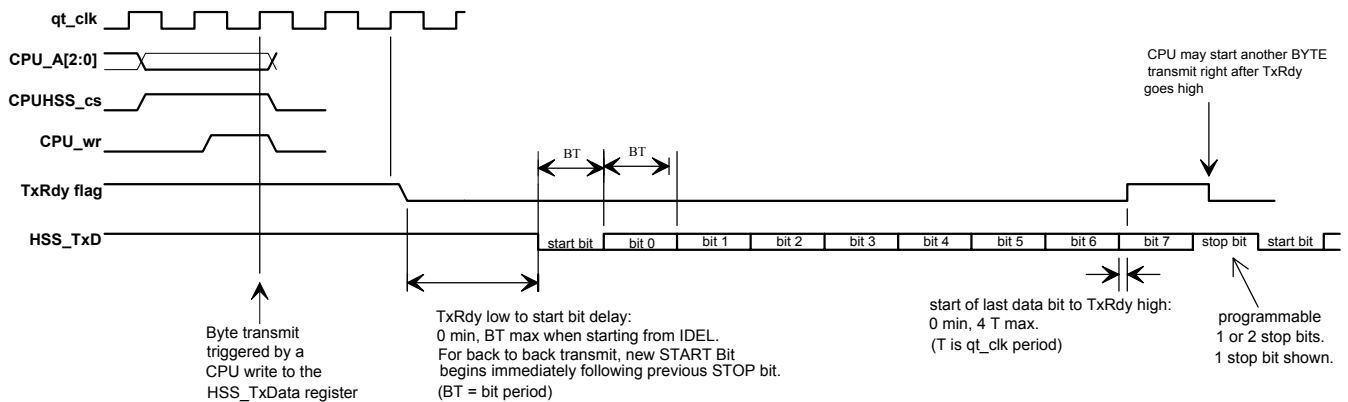 qt_clk
CPU_A[2:0]
CPUHSS_cs
CPU_wr
TxRdy flag
HSS_TxD
CPU may start another BYTE
transmit right after TxRdy
goes high
BT
BT
start bit
bit 0
bit 1
bit 2
bit 3
bit 4
bit 5
bit 6
bit 7
stop bit
start bit
Byte transmit
triggered by a
CPU write to the
HSS_TxData register
TxRdy low to start bit delay:
0 min, BT max when starting from IDEL.
For back to back transmit, new START Bit
begins immediately following previous STOP bit.
(BT = bit period)
start of last data bit to TxRdy high:
0 min, 4 T max.
(T is qt_clk period)
programmable
1 or 2 stop bits.
1 stop bit shown.